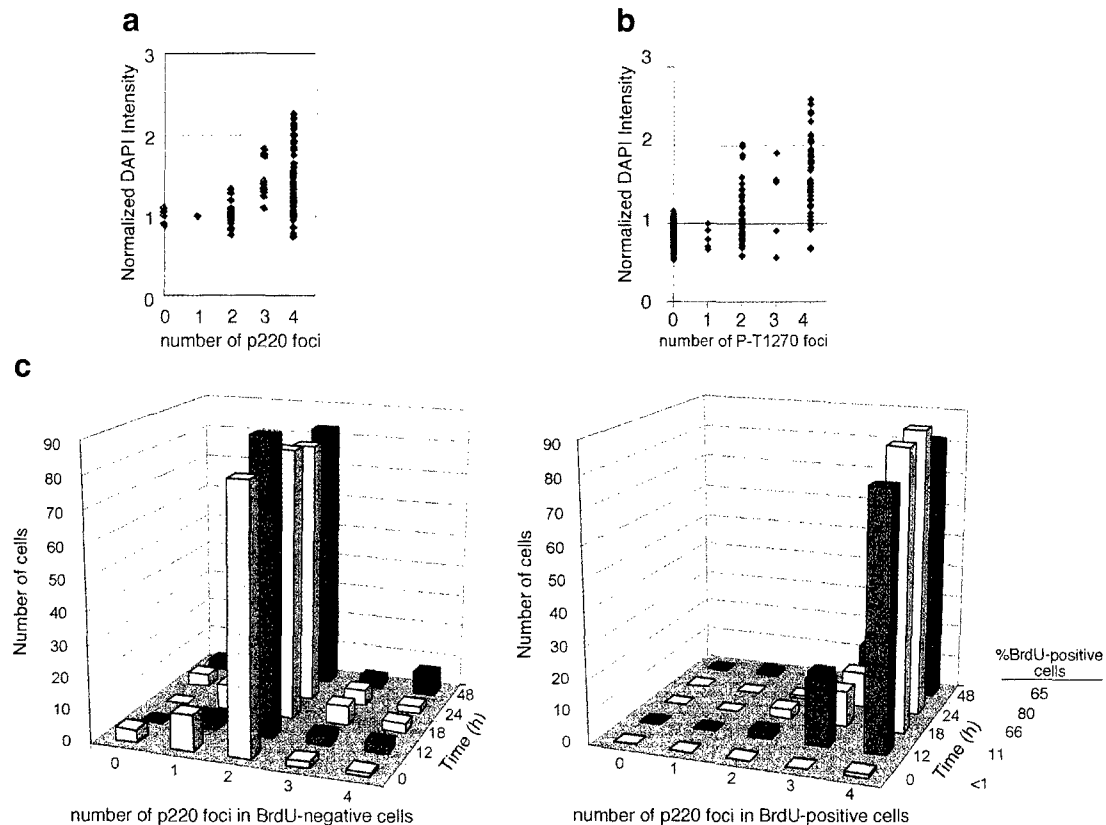 a
3
2
1
0
Normalized DAPI Intensity
0 1 2 3 4
number of p220 foci
b
3
2
1
0
Normalized DAPI Intensity
0 1 2 3 4
number of P-T1270 foci
c
90
80
70
60
50
40
30
20
10
0
Number of cells
0 1 2 3 4
number of p220 foci in BrdU-negative cells
48
24
18
12
0
Time (h)
90
80
70
60
50
40
30
20
10
0
Number of cells
0 1 2 3 4
number of p220 foci in BrdU-positive cells
48
24
18
12
0
Time (h)
%BrdU-positive
cells
65
80
66
11
<1